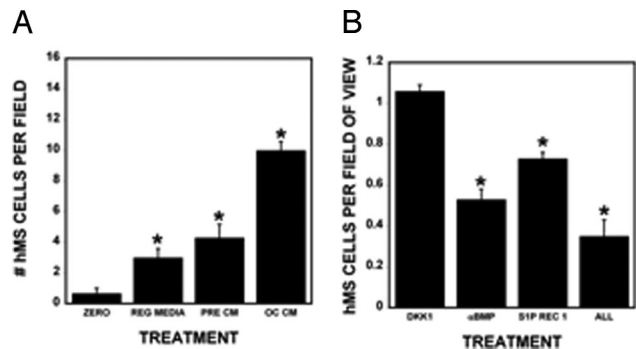 A
# hMS CELLS PER FIELD
16
14
12
10
8
6
4
2
0
*
*
*
ZERO REG MEDIA PRE CM OC CM
TREATMENT
B
hMS CELLS PER FIELD OF VIEW
1.2
1
0.8
0.6
0.4
0.2
0
*
*
*
DKK1 αBMP S1P REC 1 ALL
TREATMENT